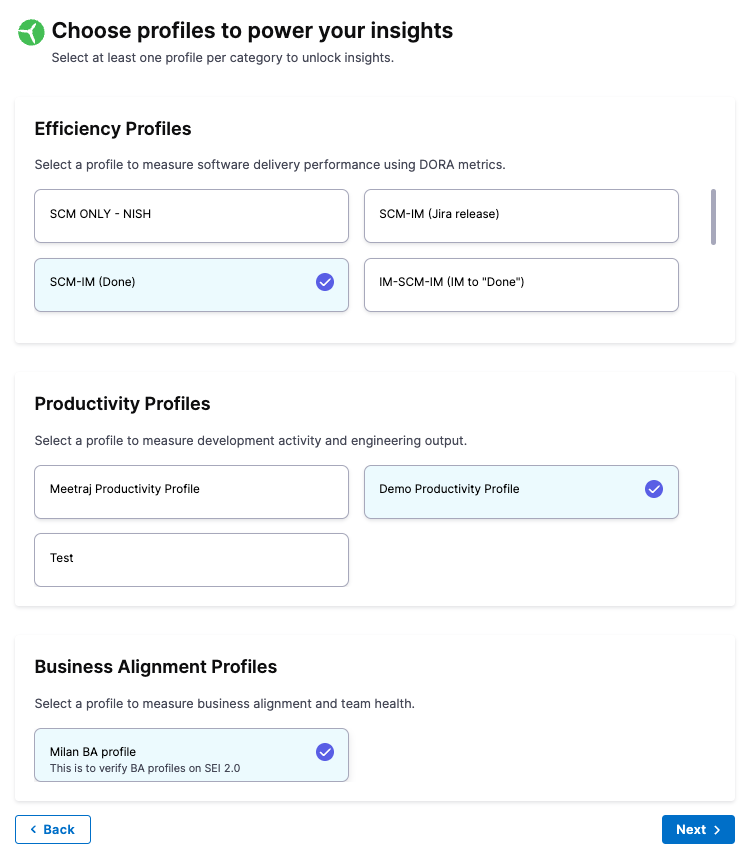 Choose profiles to power your insights
Select at least one profile per category to unlock insights.
Efficiency Profiles
Select a profile to measure software delivery performance using DORA metrics.
SCM ONLY - NISH
SCM-IM (Jira release)
SCM-IM (Done)
IM-SCM-IM (IM to "Done")
Productivity Profiles
Select a profile to measure development activity and engineering output.
Meetraj Productivity Profile
Demo Productivity Profile
Test
Business Alignment Profiles
Select a profile to measure business alignment and team health.
Milan BA profile
This is to verify BA profiles on SEI 2.0
Back
Next